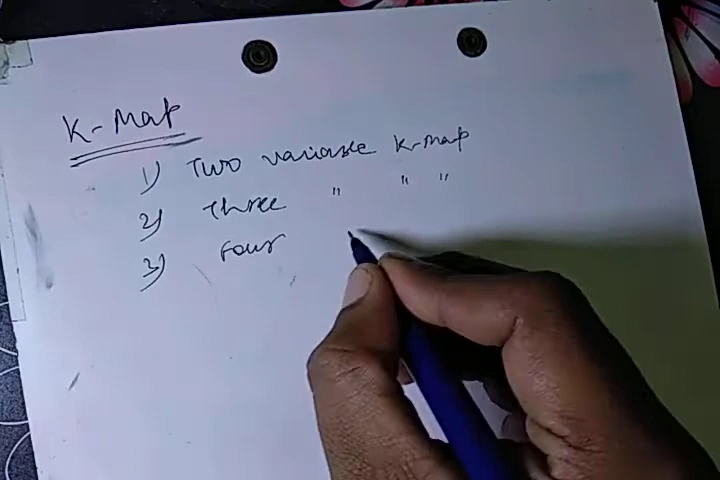 K-Map
1) Two variable K-map
2) Three " " "
3) Four